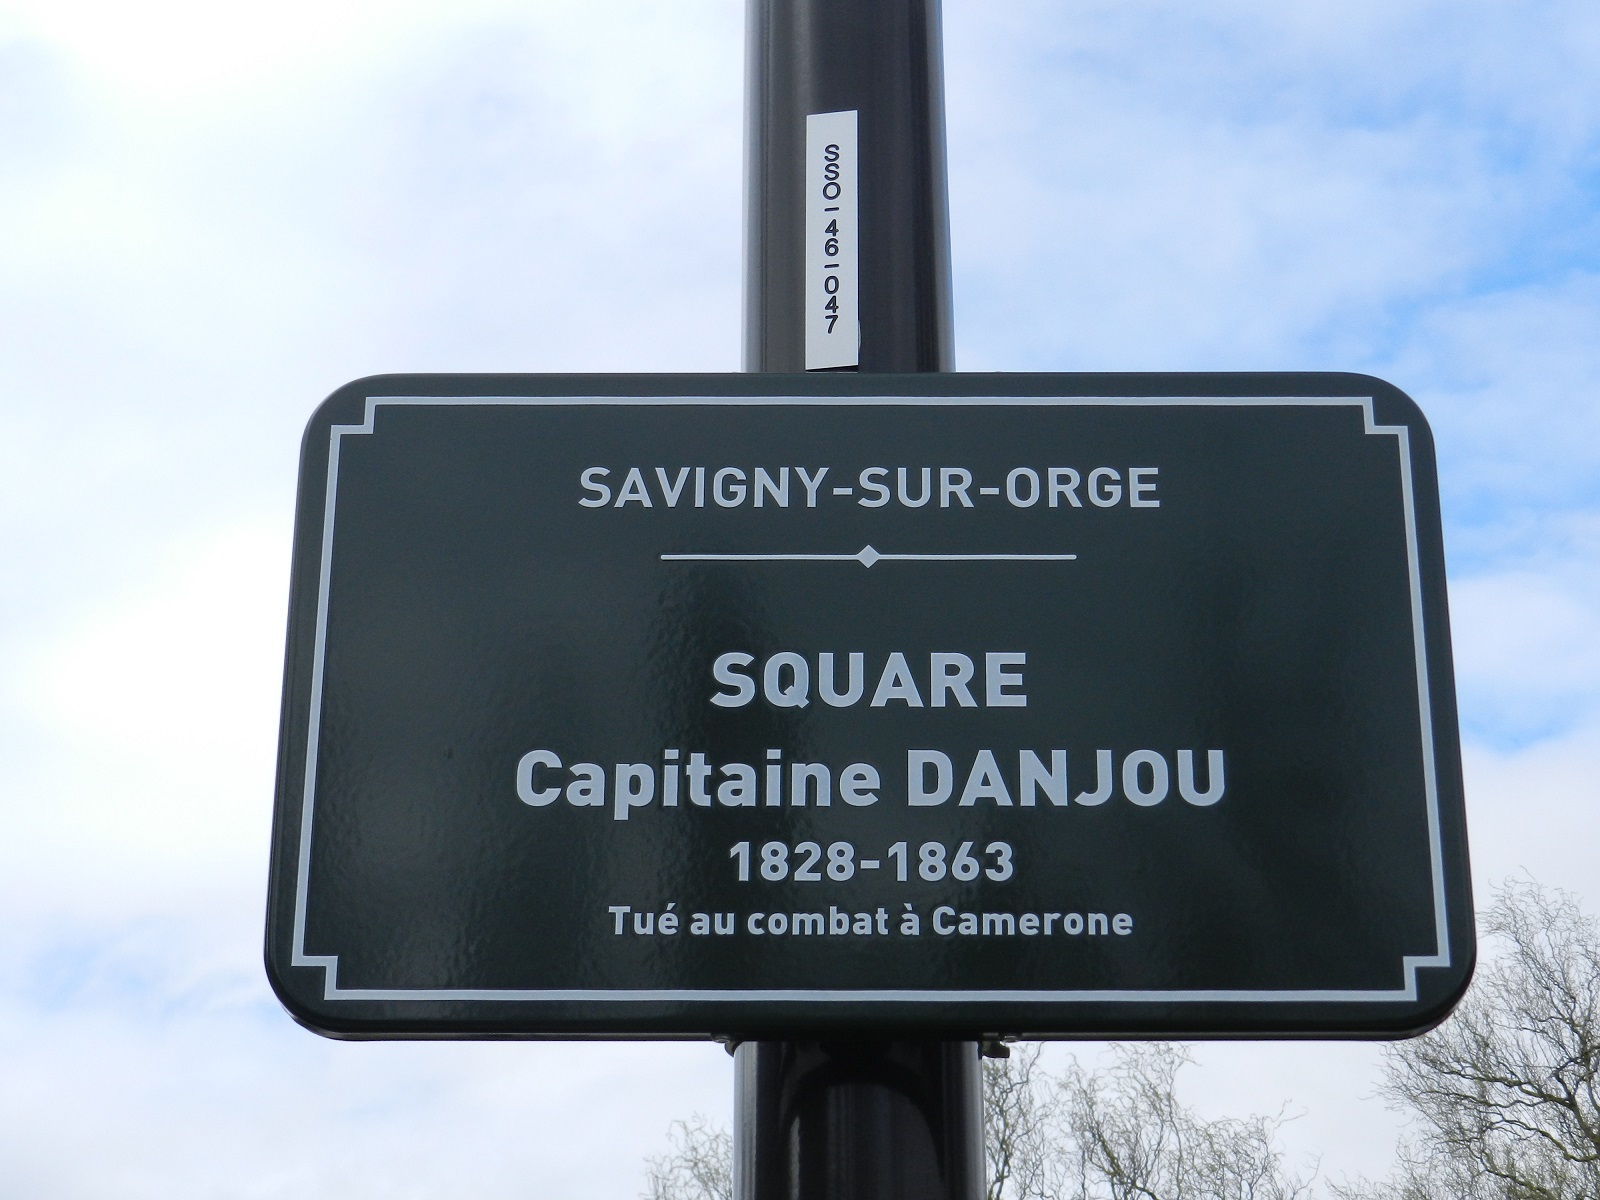 SSO-46-047
SAVIGNY-SUR-ORGE
SQUARE
Capitaine DANJOU
1828-1863
Tué au combat à Camerone